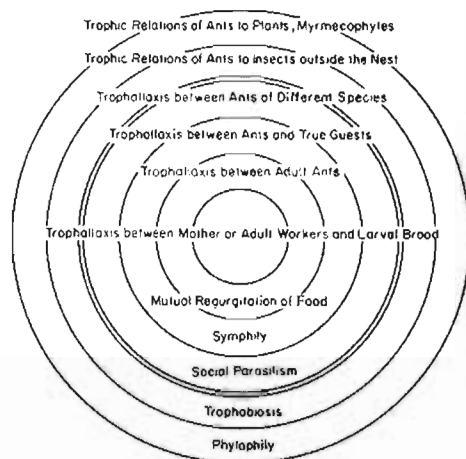 Trophic Relations of Ants to Plants, Myrmecophytes
Trophic Relations of Ants to insects outside the Nest
Trophallaxis between Ants of Different Species
Trophallaxis between Ants and True Guests
Trophallaxis between Adult Ants
Trophallaxis between Mother or Adult Workers and Larval Brood
Mutual Regurgitation of Food
Symphily
Social Parasitism
Trophobiosis
Phylophily